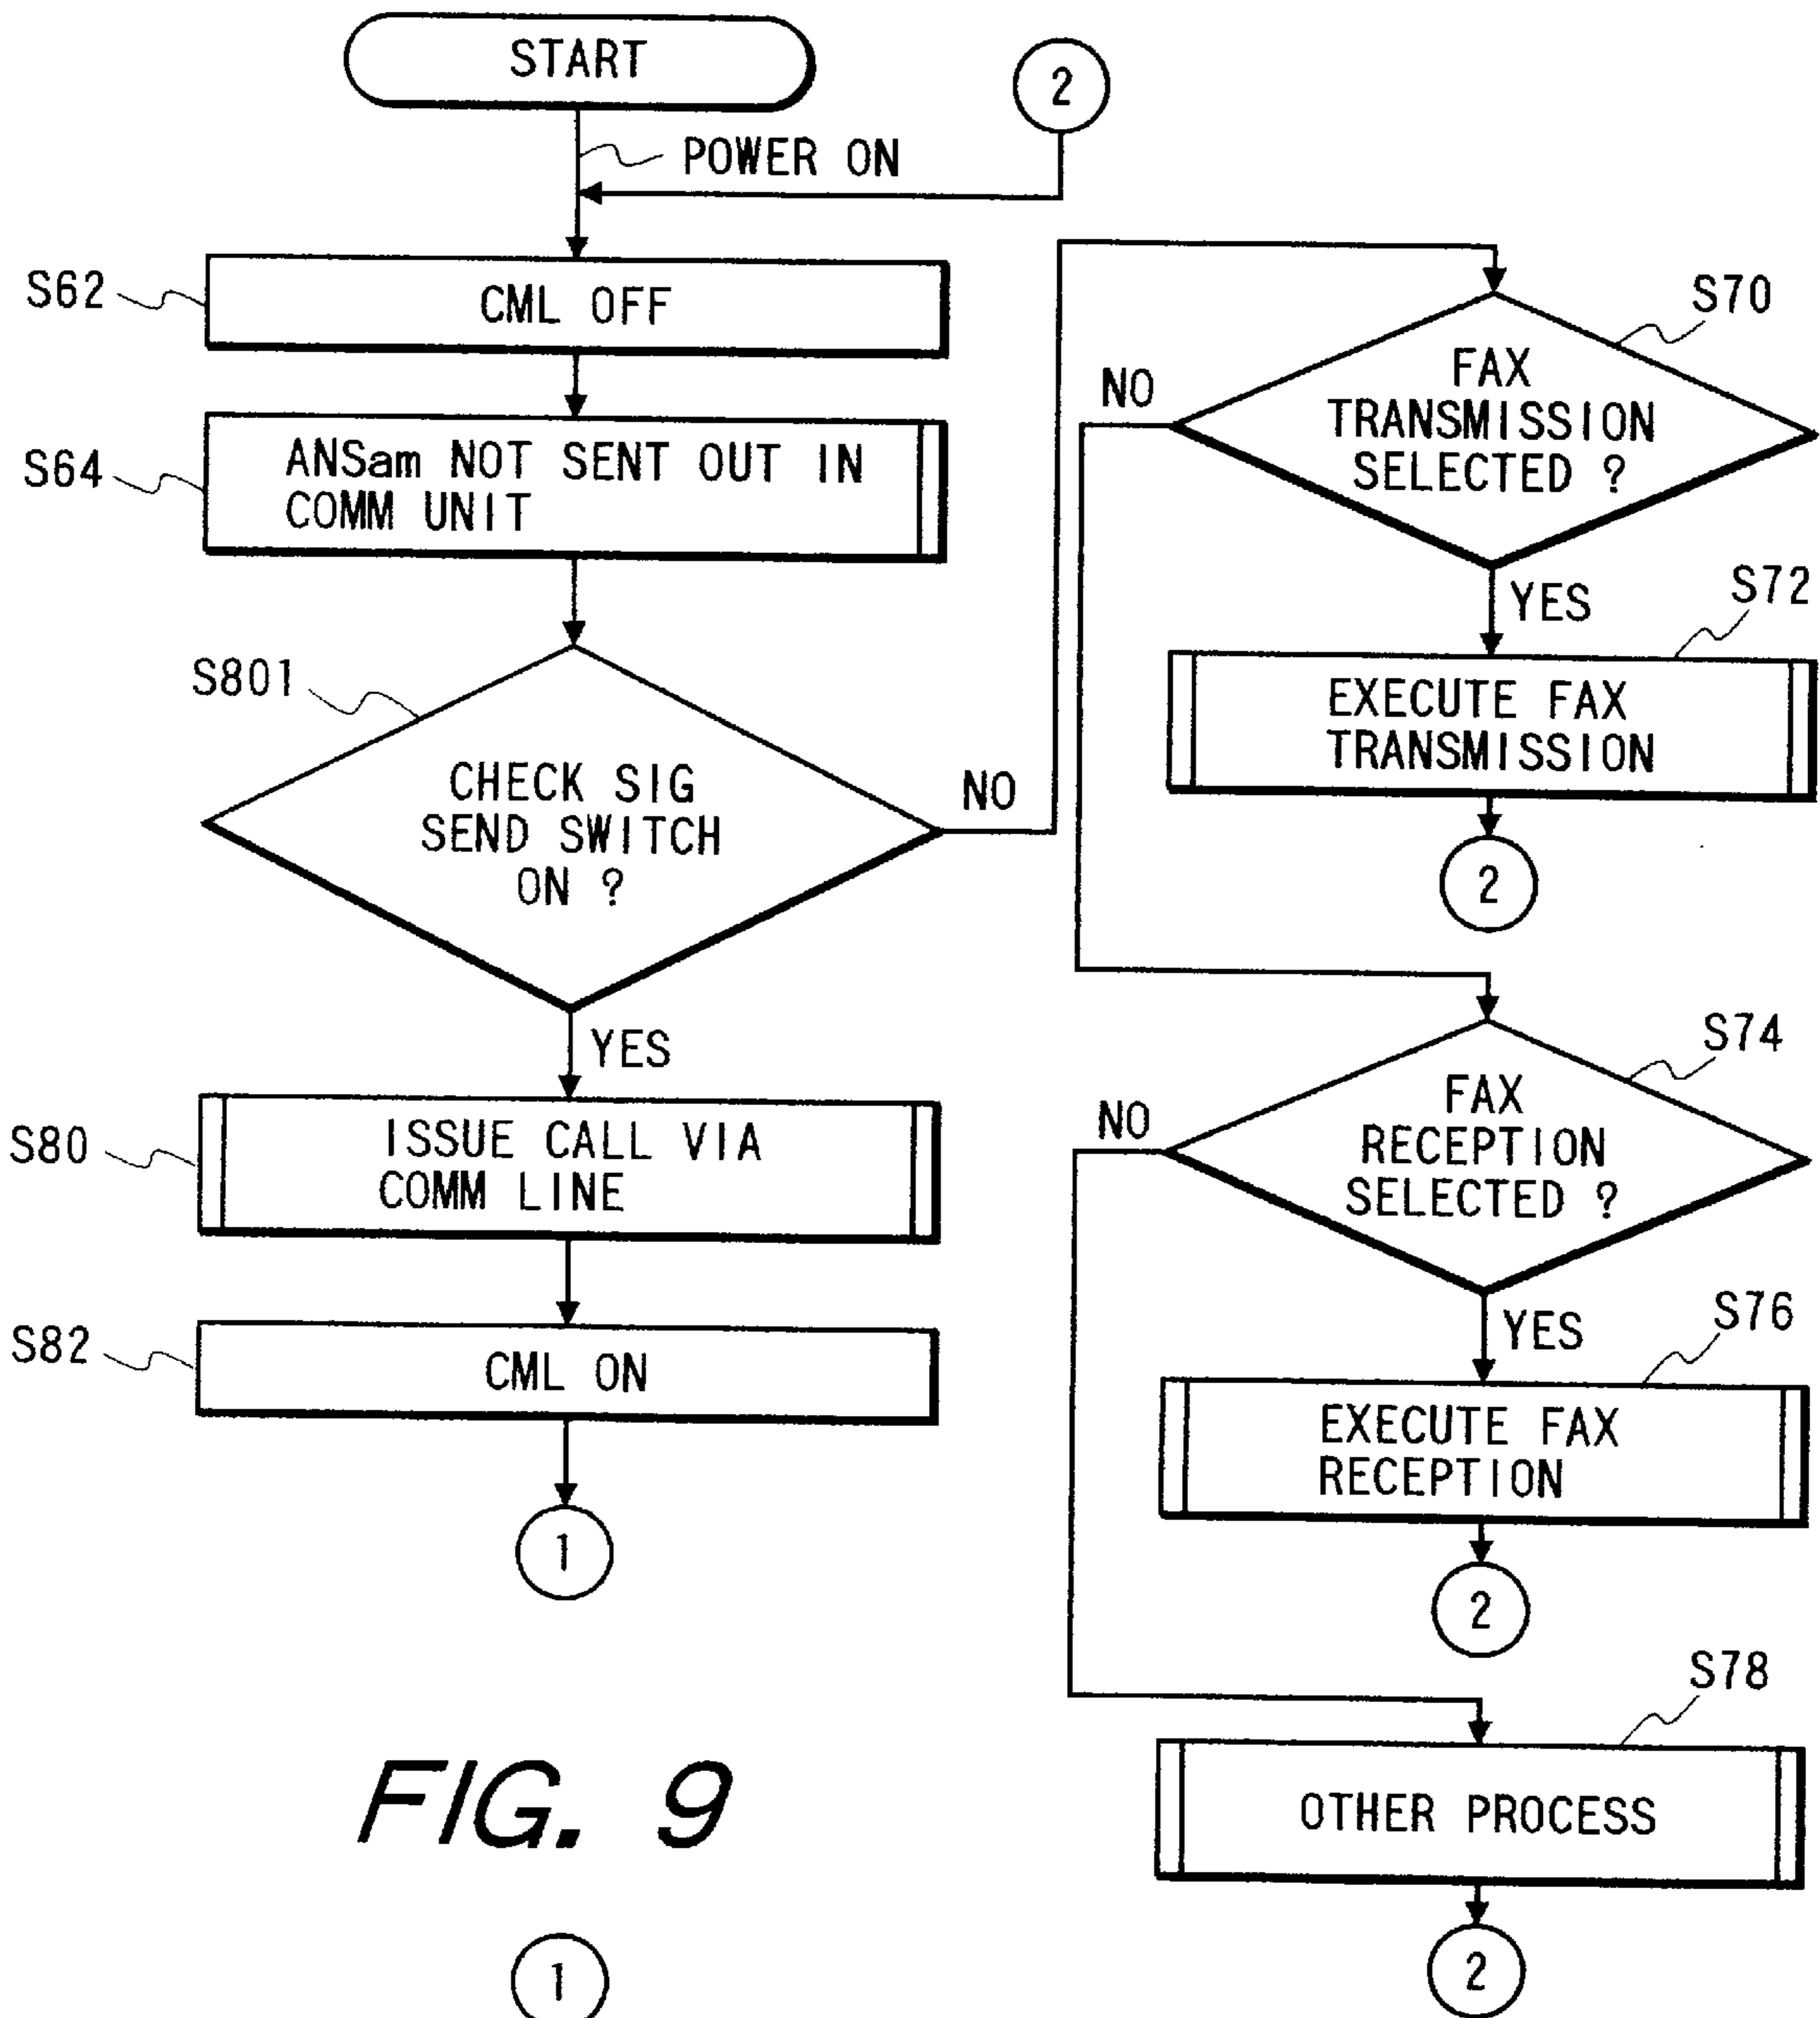 START
2
POWER ON
S62
CML OFF
S64
ANSam NOT SENT OUT IN
COMM UNIT
S801
CHECK SIG
SEND SWITCH
ON ?
NO
YES
S80
ISSUE CALL VIA
COMM LINE
S82
CML ON
1
S70
FAX
TRANSMISSION
SELECTED ?
NO
YES
S72
EXECUTE FAX
TRANSMISSION
2
S74
FAX
RECEPTION
SELECTED ?
NO
YES
S76
EXECUTE FAX
RECEPTION
2
S78
OTHER PROCESS
2
FIG. 9
1